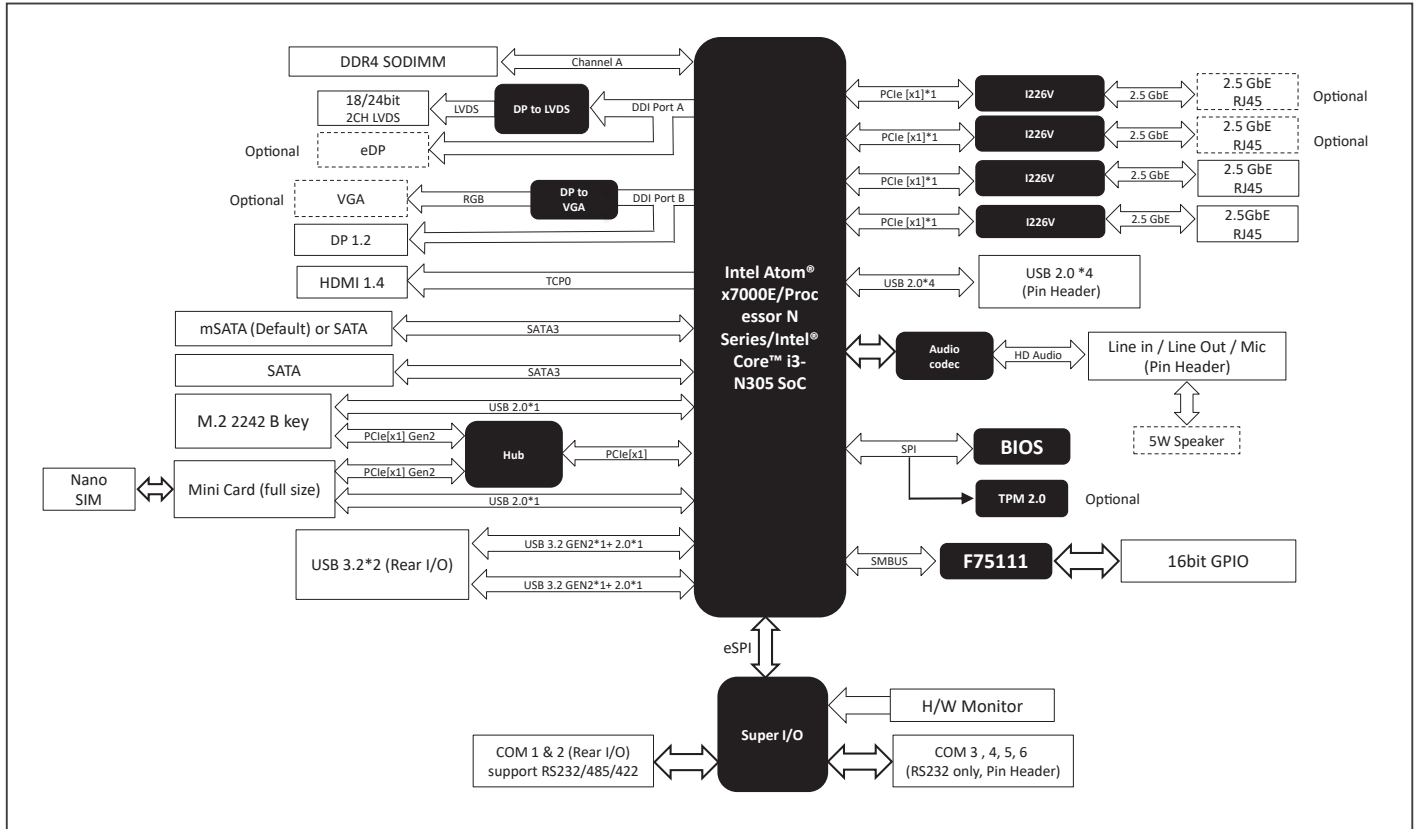 DDR4 SODIMM
Channel A
18/24bit
2CH LVDS
LVDS
DP to LVDS
DDI Port A
Optional
eDP
Optional
VGA
RGB
DP to
VGA
DDI Port B
DP 1.2
HDMI 1.4
TCP0
mSATA (Default) or SATA
SATA3
SATA
SATA3
M.2 2242 B key
USB 2.0*1
PCIe[x1] Gen2
Hub
PCIe[x1]
Nano
SIM
Mini Card (full size)
PCIe[x1] Gen2
USB 2.0*1
USB 3.2*2 (Rear I/O)
USB 3.2 GEN2*1+ 2.0*1
USB 3.2 GEN2*1+ 2.0*1
Intel Atom®
x7000E/Proc
essor N
Series/Intel®
Core™ i3-
N305 SoC
PCIe [x1]*1
I226V
2.5 GbE
2.5 GbE
RJ45
Optional
PCIe [x1]*1
I226V
2.5 GbE
2.5 GbE
RJ45
Optional
PCIe [x1]*1
I226V
2.5 GbE
2.5 GbE
RJ45
PCIe [x1]*1
I226V
2.5 GbE
2.5GbE
RJ45
USB 2.0*4
USB 2.0 *4
(Pin Header)
Audio
codec
HD Audio
Line in / Line Out / Mic
(Pin Header)
5W Speaker
SPI
BIOS
TPM 2.0
Optional
SMBUS
F75111
16bit GPIO
eSPI
Super I/O
H/W Monitor
COM 1 & 2 (Rear I/O)
support RS232/485/422
COM 3 , 4, 5, 6
(RS232 only, Pin Header)